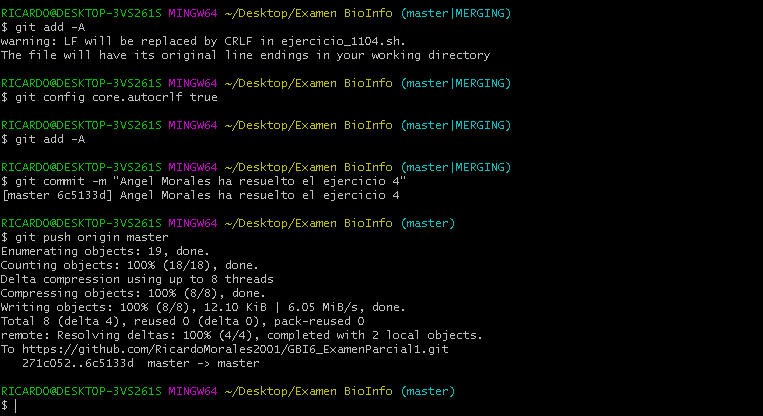 RICARDO@DESKTOP-3VS261S MINGW64 ~/Desktop/Examen BioInfo (master|MERGING)
$ git add -A
warning: LF will be replaced by CRLF in ejercicio_1104.sh.
The file will have its original line endings in your working directory
RICARDO@DESKTOP-3VS261S MINGW64 ~/Desktop/Examen BioInfo (master|MERGING)
$ git config core.autocrlf true
RICARDO@DESKTOP-3VS261S MINGW64 ~/Desktop/Examen BioInfo (master|MERGING)
$ git add -A
RICARDO@DESKTOP-3VS261S MINGW64 ~/Desktop/Examen BioInfo (master|MERGING)
$ git commit -m "Angel Morales ha resuelto el ejercicio 4"
[master 6c5133d] Angel Morales ha resuelto el ejercicio 4
RICARDO@DESKTOP-3VS261S MINGW64 ~/Desktop/Examen BioInfo (master)
$ git push origin master
Enumerating objects: 19, done.
Counting objects: 100% (18/18), done.
Delta compression using up to 8 threads
Compressing objects: 100% (8/8), done.
Writing objects: 100% (8/8), 12.10 KiB | 6.05 MiB/s, done.
Total 8 (delta 4), reused 0 (delta 0), pack-reused 0
remote: Resolving deltas: 100% (4/4), completed with 2 local objects.
To https://github.com/RicardoMorales2001/GBI6_ExamenParcial1.git
   271c052..6c5133d  master -> master
RICARDO@DESKTOP-3VS261S MINGW64 ~/Desktop/Examen BioInfo (master)
$